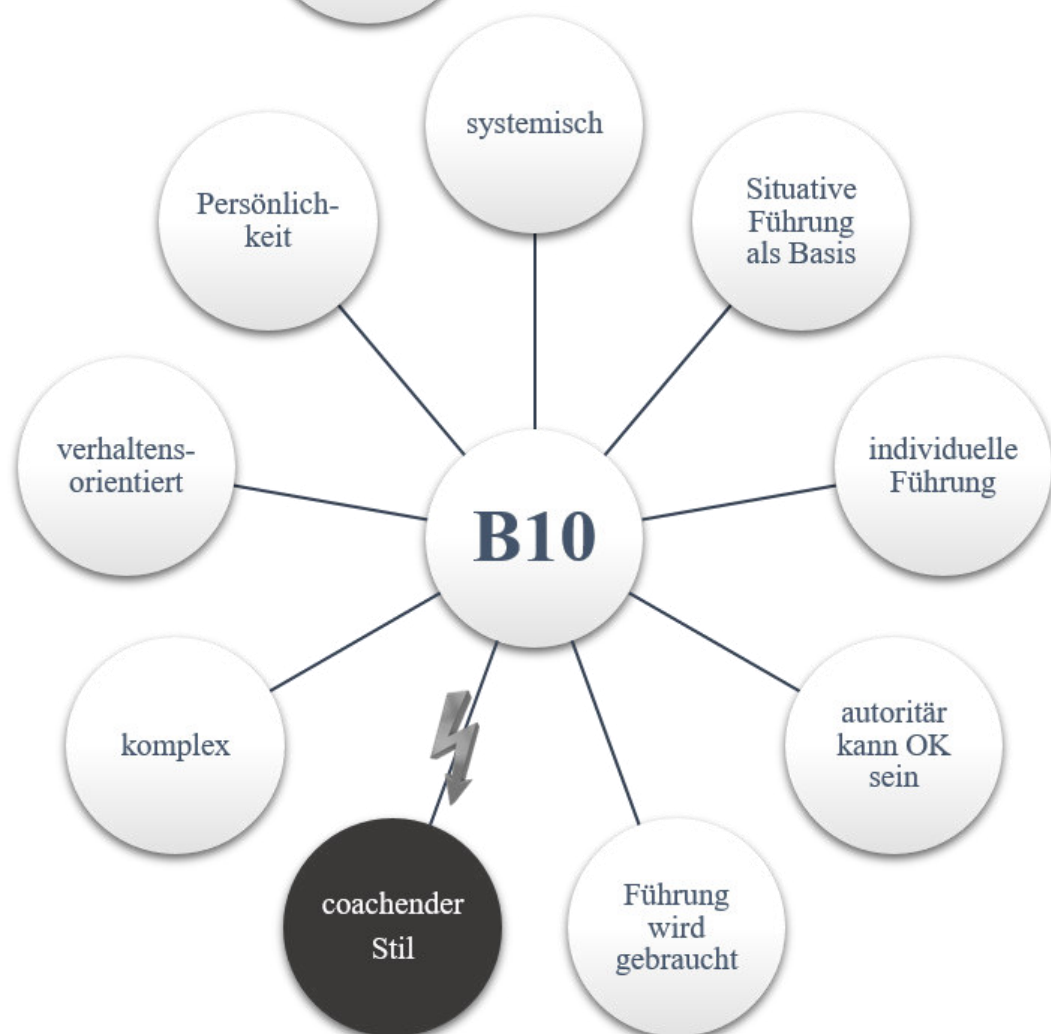 systemisch
Persönlich-
keit
Situative
Führung
als Basis
verhaltens-
orientiert
individuelle
Führung
B10
komplex
autoritär
kann OK
sein
coachender
Stil
Führung
wird
gebraucht